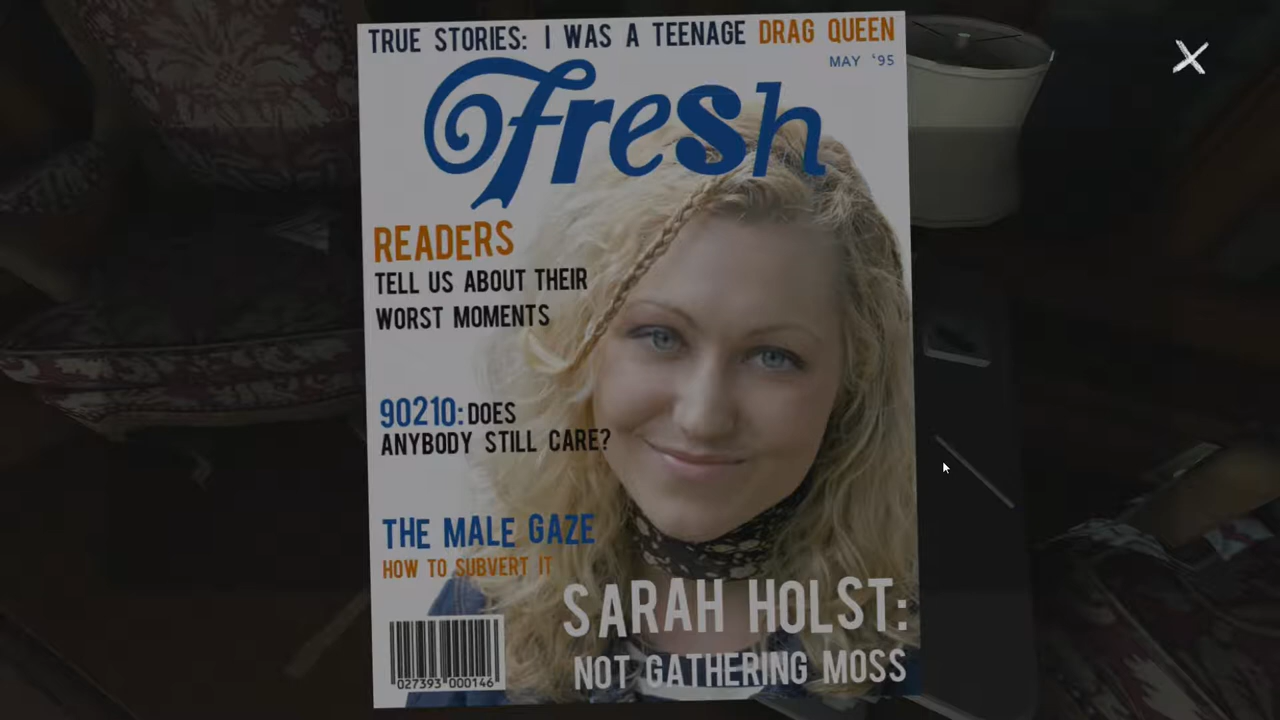 TRUE STORIES: I WAS A TEENAGE DRAG QUEEN
MAY '95
Fresh
READERS
TELL US ABOUT THEIR
WORST MOMENTS
90210: DOES
ANYBODY STILL CARE?
THE MALE GAZE
HOW TO SUBVERT IT
SARAH HOLST:
NOT GATHERING MOSS
027393 000146